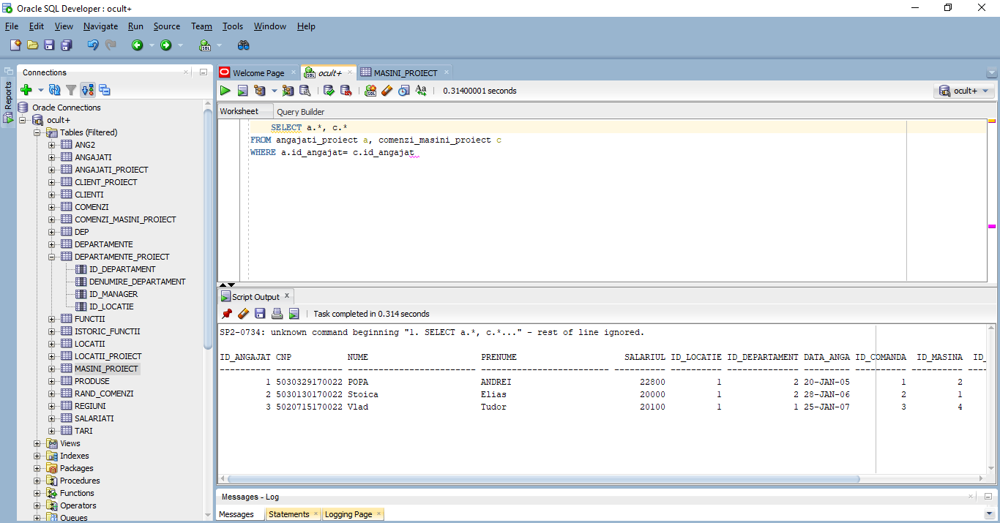 Oracle SQL Developer : ocult+
File Edit View Navigate Run Source Team Tools Window Help
SQL
Reports
Connections
Oracle Connections
ocult+
Tables (Filtered)
ANG2
ANGAJATI
ANGAJATI_PROIECT
CLIENT_PROIECT
CLIENTI
COMENZI
COMENZI_MASINI_PROIECT
DEP
DEPARTAMENTE
DEPARTAMENTE_PROIECT
ID_DEPARTAMENT
DENUMIRE_DEPARTAMENT
ID_MANAGER
ID_LOCATIE
FUNCTII
ISTORIC_FUNCTII
LOCATII
LOCATII_PROIECT
MASINI_PROIECT
PRODUSE
RAND_COMENZI
REGIUNI
SALARIATI
TARI
Views
Indexes
Packages
Procedures
Functions
Operators
Queues
Welcome Page ocult+ MASINI_PROIECT
0.31400001 seconds ocult+
Worksheet Query Builder
SELECT a.*, c.*
FROM angajati_proiect a, comenzi_masini_proiect c
WHERE a.id_angajat= c.id_angajat
Script Output x
Task completed in 0.314 seconds
SP2-0734: unknown command beginning "1. SELECT a.*, c.*..." - rest of line ignored.
ID_ANGAJAT CNP NUME PRENUME SALARIUL ID_LOCATIE ID_DEPARTAMENT DATA_ANGA ID_COMANDA ID_MASINA ID_
---------- ------------- ------------------------- ------------------------- ---------- ---------- -------------- --------- ---------- ---------- ---
1 5030329170022 POPA ANDREI 22800 1 2 20-JAN-05 1 2
2 5030130170022 Stoica Elias 20000 1 2 28-JAN-06 2 1
3 5020715170022 Vlad Tudor 20100 1 1 25-JAN-07 3 4
Messages - Log
Messages Statements Logging Page